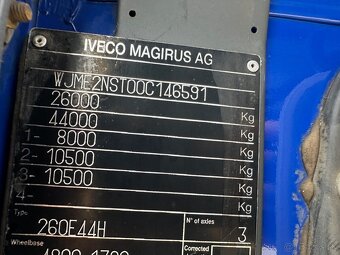 IVECO MAGIRUS AG
WJME2NST00C146591
26000 Kg
44000 Kg
1- 8000 Kg
2- 10500 Kg
3- 10500 Kg
4- Kg
Type
260E44H
N° of axles
3
Wheelbase
Corrected